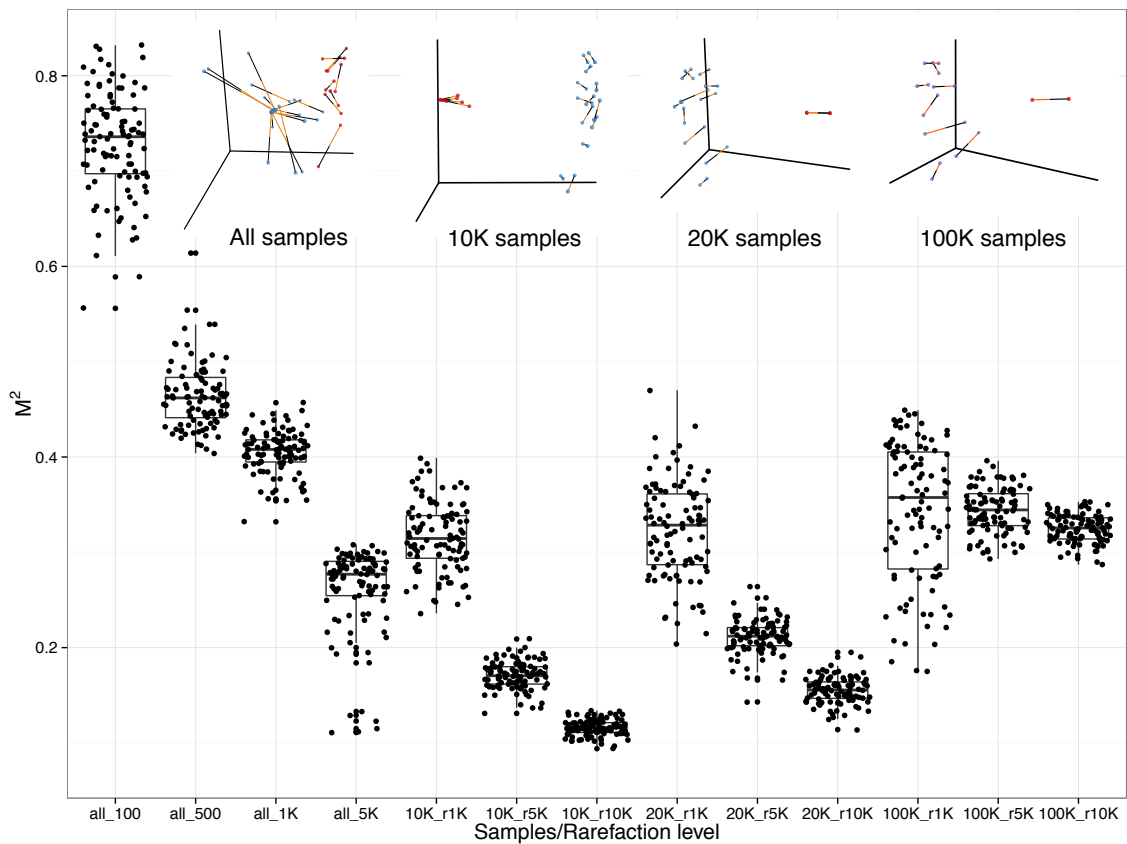 0.8
0.6
0.4
0.2
M2
All samples
10K samples
20K samples
100K samples
all_100
all_500
all_1K
all_5K
10K_r1K
10K_r5K
10K_r10K
20K_r1K
20K_r5K
20K_r10K
100K_r1K
100K_r5K
100K_r10K
Samples/Rarefaction level